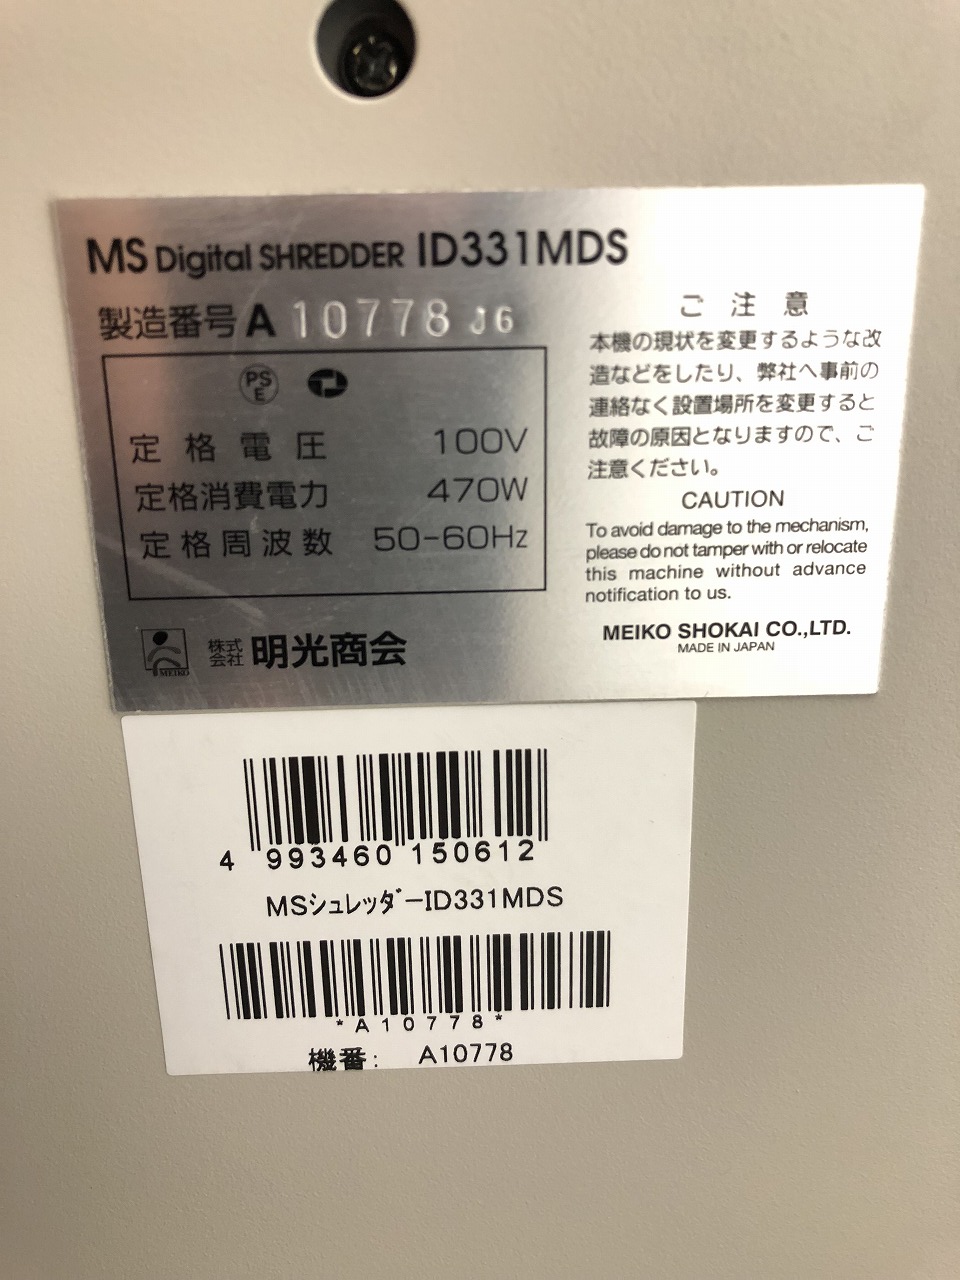 MS Digital SHREDDER ID331MDS
製造番号 A 10778 J6
PS
E
定格電圧 100V
定格消費電力 470W
定格周波数 50-60Hz
MEIKO
株式
会社
明光商会
ご注意
本機の現状を変更するような改
造などをしたり、弊社へ事前の
連絡なく設置場所を変更すると
故障の原因となりますので、ご
注意ください。
CAUTION
To avoid damage to the mechanism,
please do not tamper with or relocate
this machine without advance
notification to us.
MEIKO SHOKAI CO.,LTD.
MADE IN JAPAN
4 993460 150612
MSシュレッダーID331MDS
*A10778*
機番: A10778